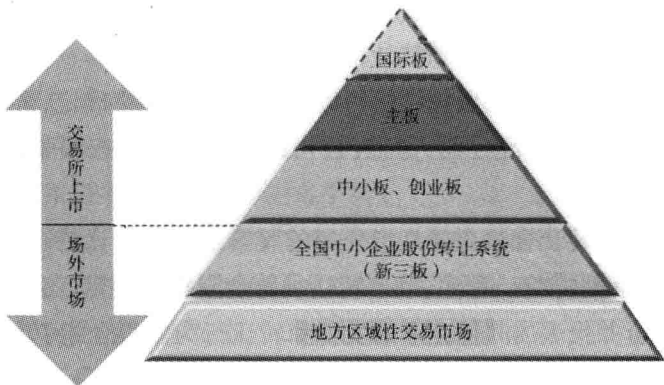 国际板
主板
中小板、创业板
全国中小企业股份转让系统
（新三板）
地方区域性交易市场
交易所上市
场外市场